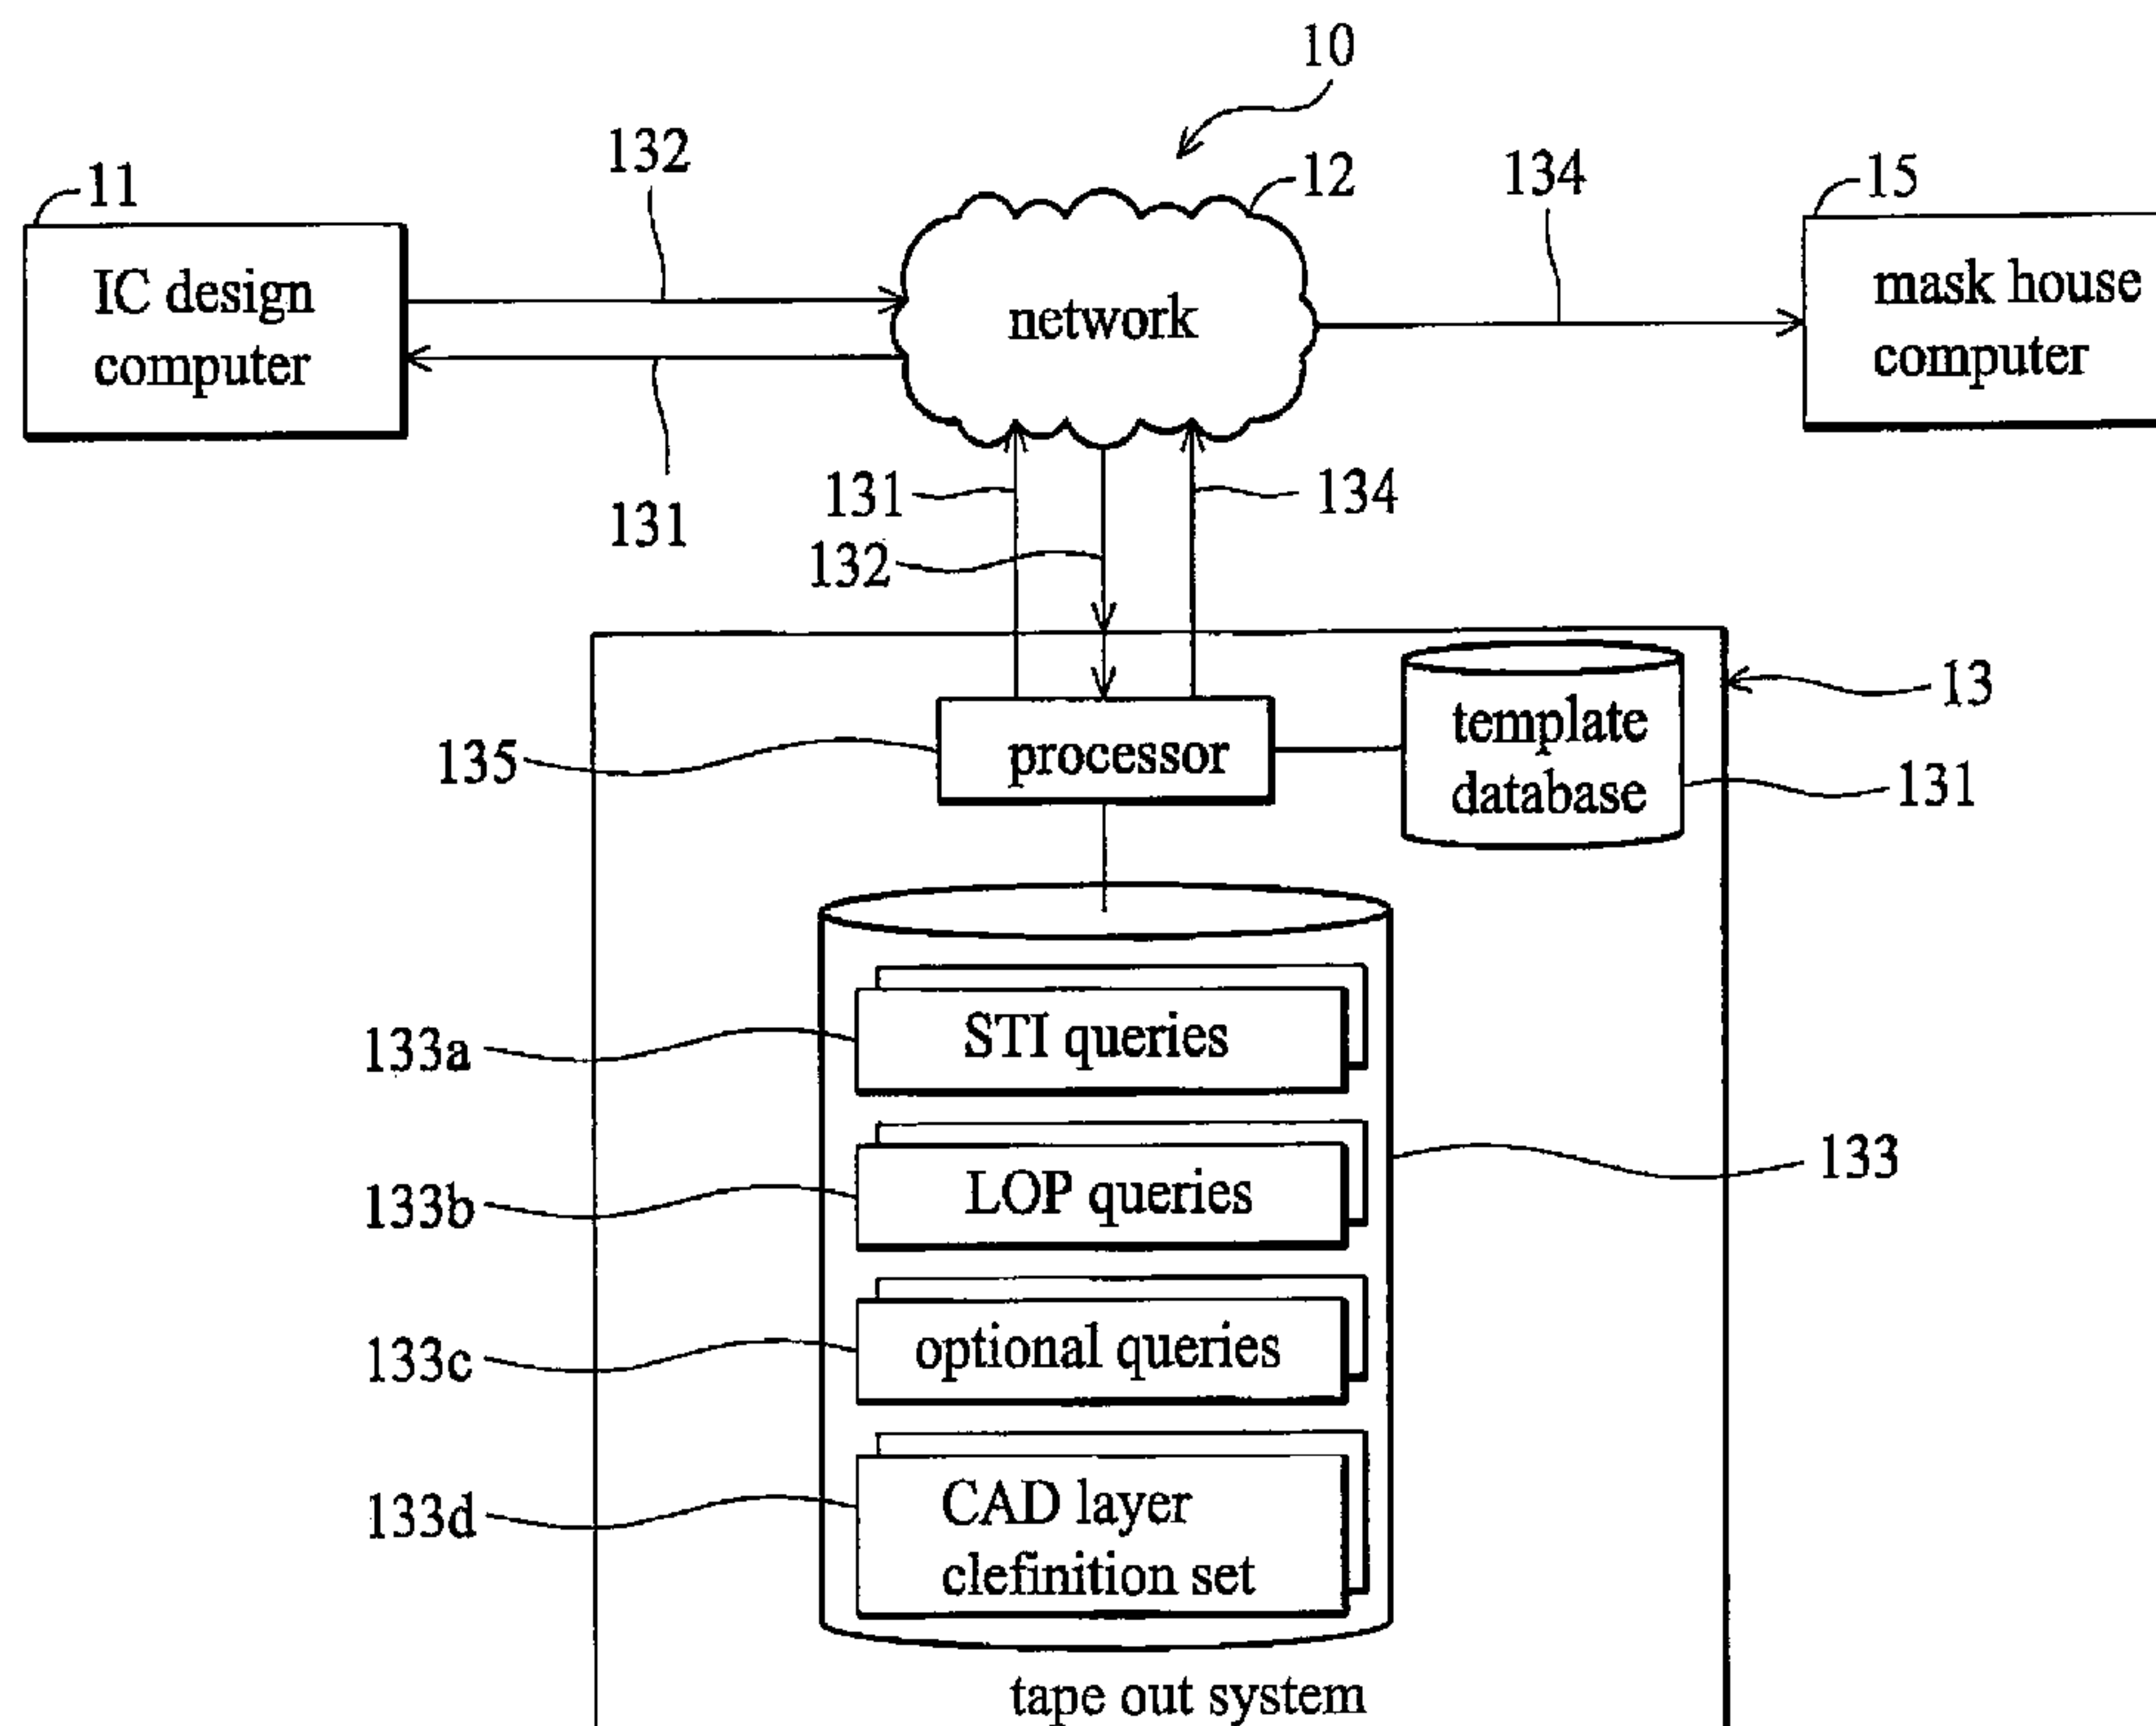 10
132
12
134
15
11
IC design
computer
network
mask house
computer
131
131
134
132
13
template
database
135
processor
131
133a
STI queries
133b
LOP queries
133
133c
optional queries
133d
CAD layer
clefinition set
tape out system